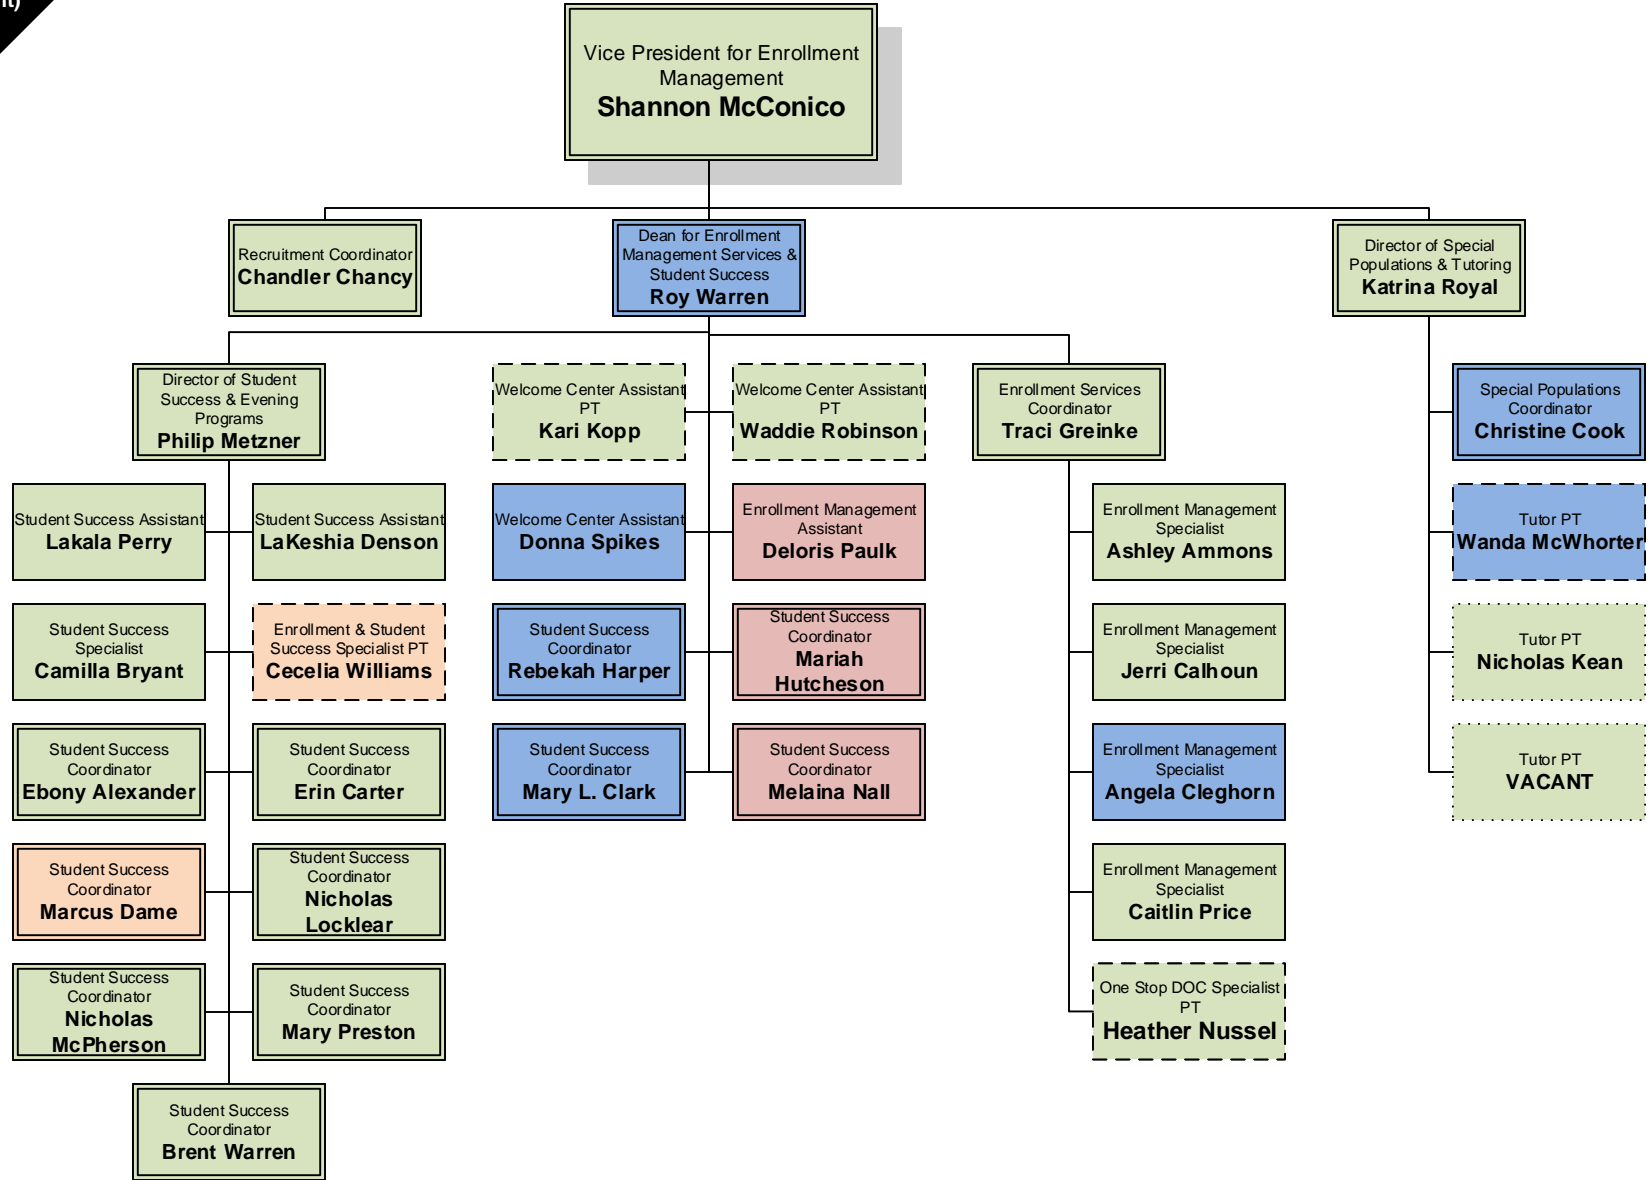 Vice President for Enrollment
Management
Shannon McConico
Recruitment Coordinator
Chandler Chancy
Dean for Enrollment
Management Services &
Student Success
Roy Warren
Director of Special
Populations & Tutoring
Katrina Royal
Director of Student
Success & Evening
Programs
Philip Metzner
Welcome Center Assistant
PT
Kari Kopp
Welcome Center Assistant
PT
Waddie Robinson
Enrollment Services
Coordinator
Traci Greinke
Special Populations
Coordinator
Christine Cook
Student Success Assistant
Lakala Perry
Student Success Assistant
LaKeshia Denson
Welcome Center Assistant
Donna Spikes
Enrollment Management
Assistant
Deloris Paulk
Enrollment Management
Specialist
Ashley Ammons
Tutor PT
Wanda McWhorter
Student Success
Specialist
Camilla Bryant
Enrollment & Student
Success Specialist PT
Cecelia Williams
Student Success
Coordinator
Rebekah Harper
Student Success
Coordinator
Mariah
Hutcheson
Enrollment Management
Specialist
Jerri Calhoun
Tutor PT
Nicholas Kean
Student Success
Coordinator
Ebony Alexander
Student Success
Coordinator
Erin Carter
Student Success
Coordinator
Mary L. Clark
Student Success
Coordinator
Melaina Nall
Enrollment Management
Specialist
Angela Cleghorn
Tutor PT
VACANT
Student Success
Coordinator
Marcus Dame
Student Success
Coordinator
Nicholas
Locklear
Enrollment Management
Specialist
Caitlin Price
Student Success
Coordinator
Nicholas
McPherson
Student Success
Coordinator
Mary Preston
One Stop DOC Specialist
PT
Heather Nussel
Student Success
Coordinator
Brent Warren